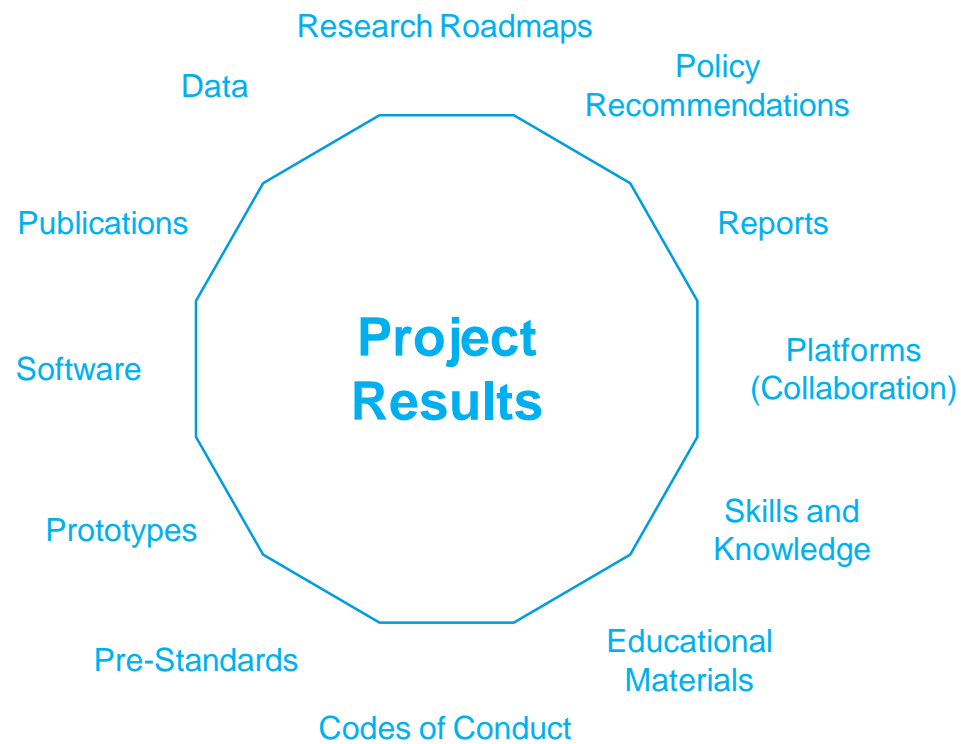 Research Roadmaps
Policy
Recommendations
Data
Publications
Reports
Project
Results
Software
Platforms
(Collaboration)
Prototypes
Skills and
Knowledge
Pre-Standards
Educational
Materials
Codes of Conduct